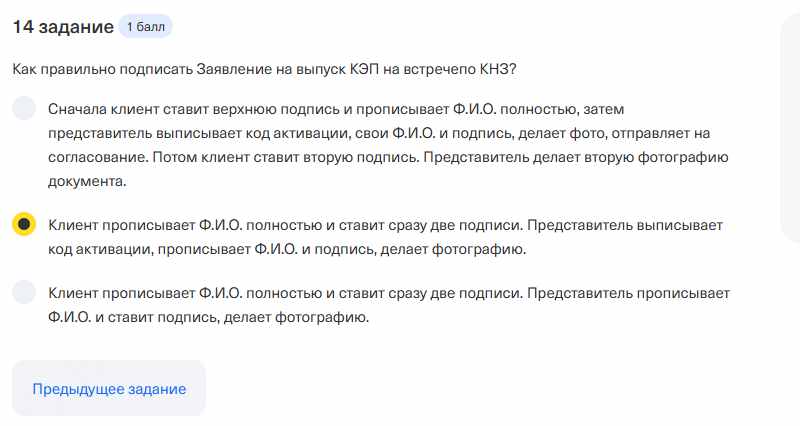 14 задание 1 балл
Как правильно подписать Заявление на выпуск КЭП на встречепо КНЗ?
Сначала клиент ставит верхнюю подпись и прописывает Ф.И.О. полностью, затем
представитель выписывает код активации, свои Ф.И.О. и подпись, делает фото, отправляет на
согласование. Потом клиент ставит вторую подпись. Представитель делает вторую фотографию
документа.
Клиент прописывает Ф.И.О. полностью и ставит сразу две подписи. Представитель выписывает
код активации, прописывает Ф.И.О. и подпись, делает фотографию.
Клиент прописывает Ф.И.О. полностью и ставит сразу две подписи. Представитель прописывает
Ф.И.О. и ставит подпись, делает фотографию.
Предыдущее задание